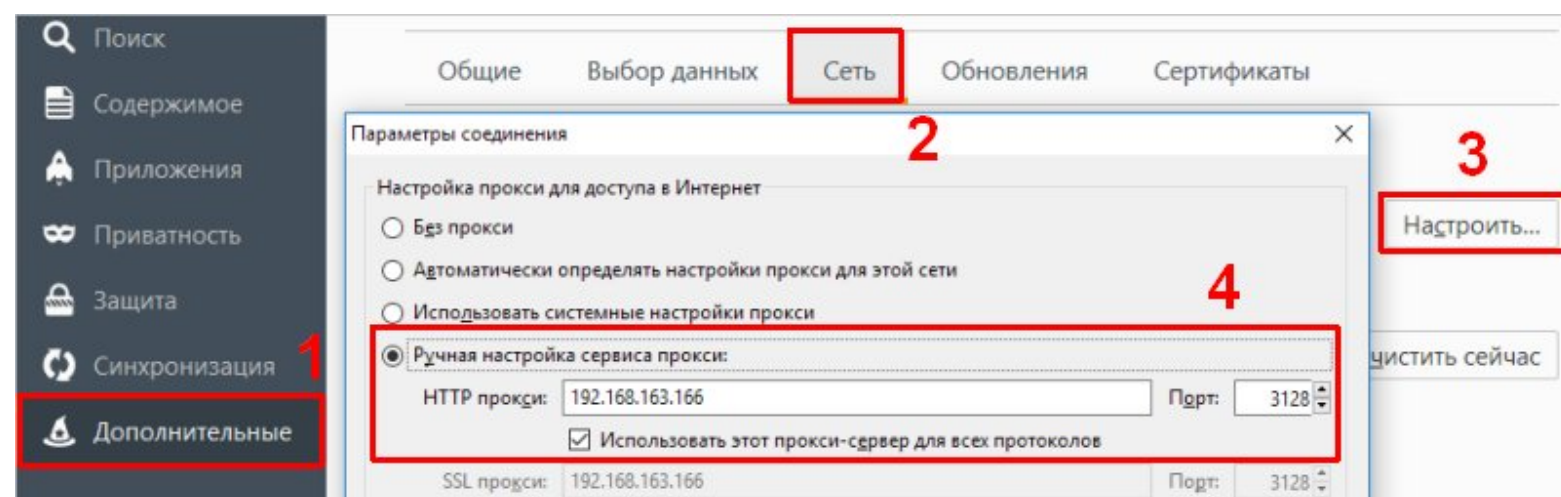 Поиск
Содержимое
Приложения
Приватность
Защита
Синхронизация
1
Дополнительные
Общие Выбор данных Сеть Обновления Сертификаты
2
3
Настроить...
чистить сейчас
Параметры соединения
Настройка прокси для доступа в Интернет
Без прокси
Автоматически определять настройки прокси для этой сети
Использовать системные настройки прокси
4
Ручная настройка сервиса прокси:
HTTP прокси: 192.168.163.166 Порт: 3128
Использовать этот прокси-сервер для всех протоколов
SSL прокси: 192.168.163.166 Порт: 3128